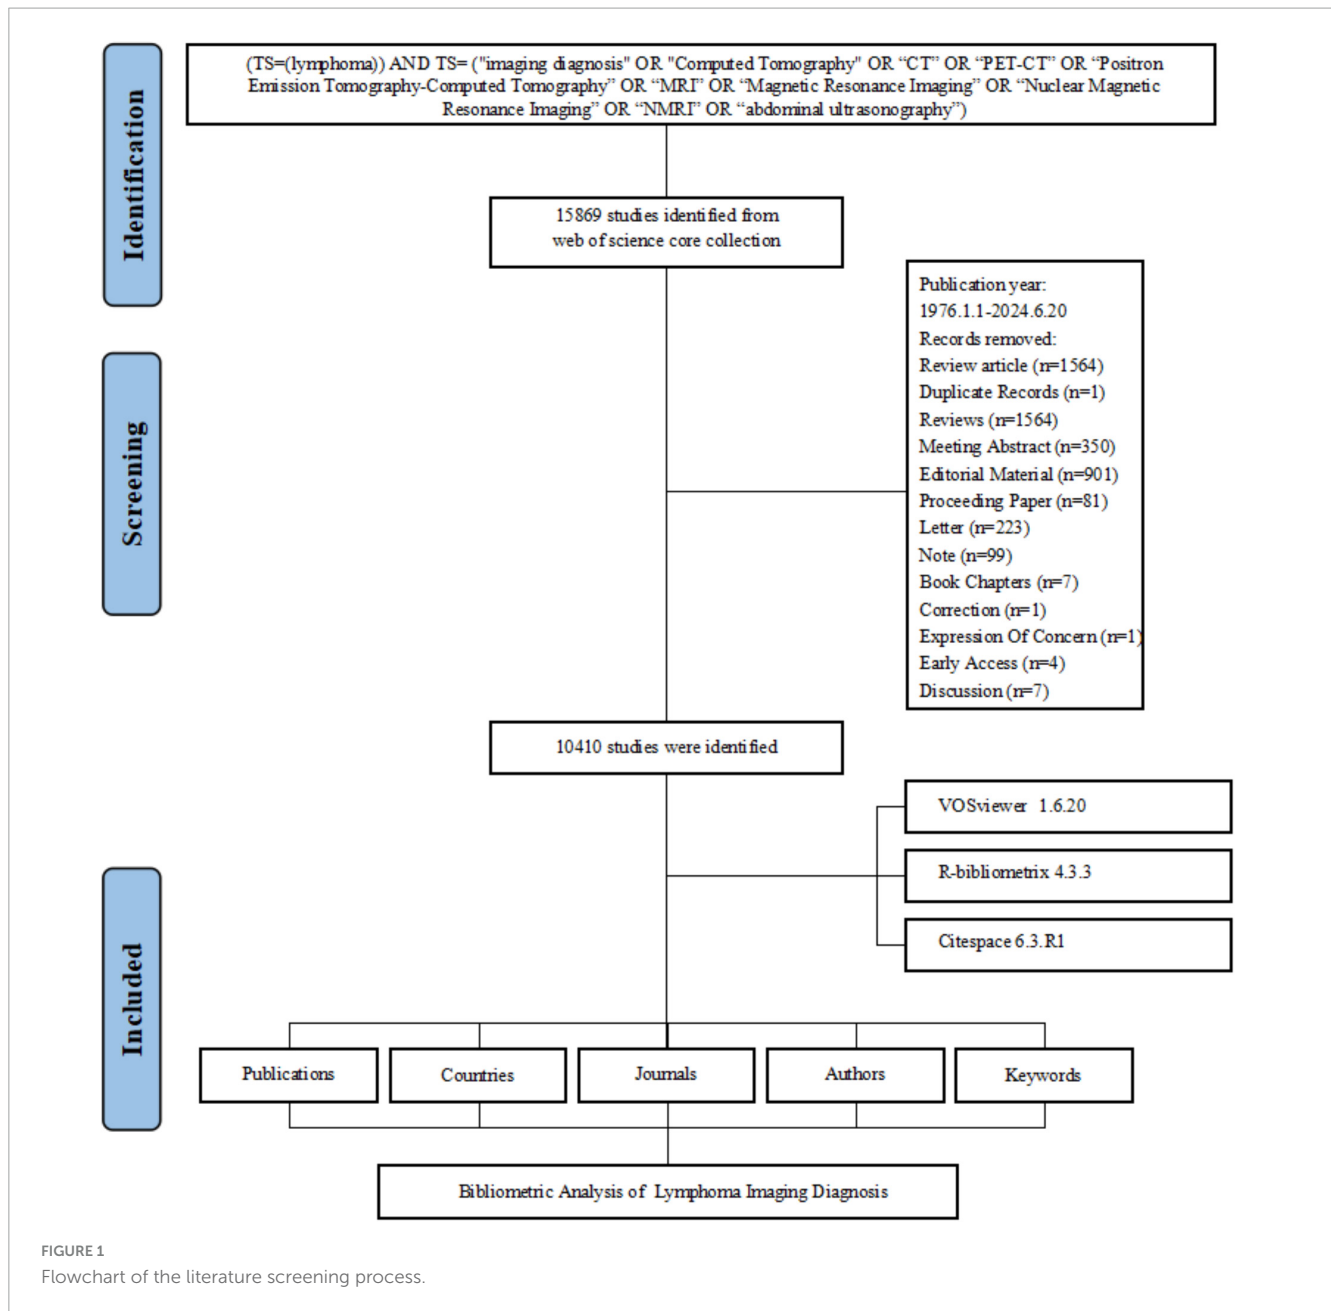 Identification
(TS=(lymphoma)) AND TS= ("imaging diagnosis" OR "Computed Tomography" OR “CT” OR “PET-CT” OR “Positron
Emission Tomography-Computed Tomography” OR “MRI” OR “Magnetic Resonance Imaging” OR “Nuclear Magnetic
Resonance Imaging” OR “NMRI” OR “abdominal ultrasonography”)
15869 studies identified from
web of science core collection
Screening
Publication year:
1976.1.1-2024.6.20
Records removed:
Review article (n=1564)
Duplicate Records (n=1)
Reviews (n=1564)
Meeting Abstract (n=350)
Editorial Material (n=901)
Proceeding Paper (n=81)
Letter (n=223)
Note (n=99)
Book Chapters (n=7)
Correction (n=1)
Expression Of Concern (n=1)
Early Access (n=4)
Discussion (n=7)
10410 studies were identified
Included
VOSviewer 1.6.20
R-bibliometrix 4.3.3
Citespace 6.3.R1
Publications
Countries
Journals
Authors
Keywords
Bibliometric Analysis of Lymphoma Imaging Diagnosis
FIGURE 1
Flowchart of the literature screening process.